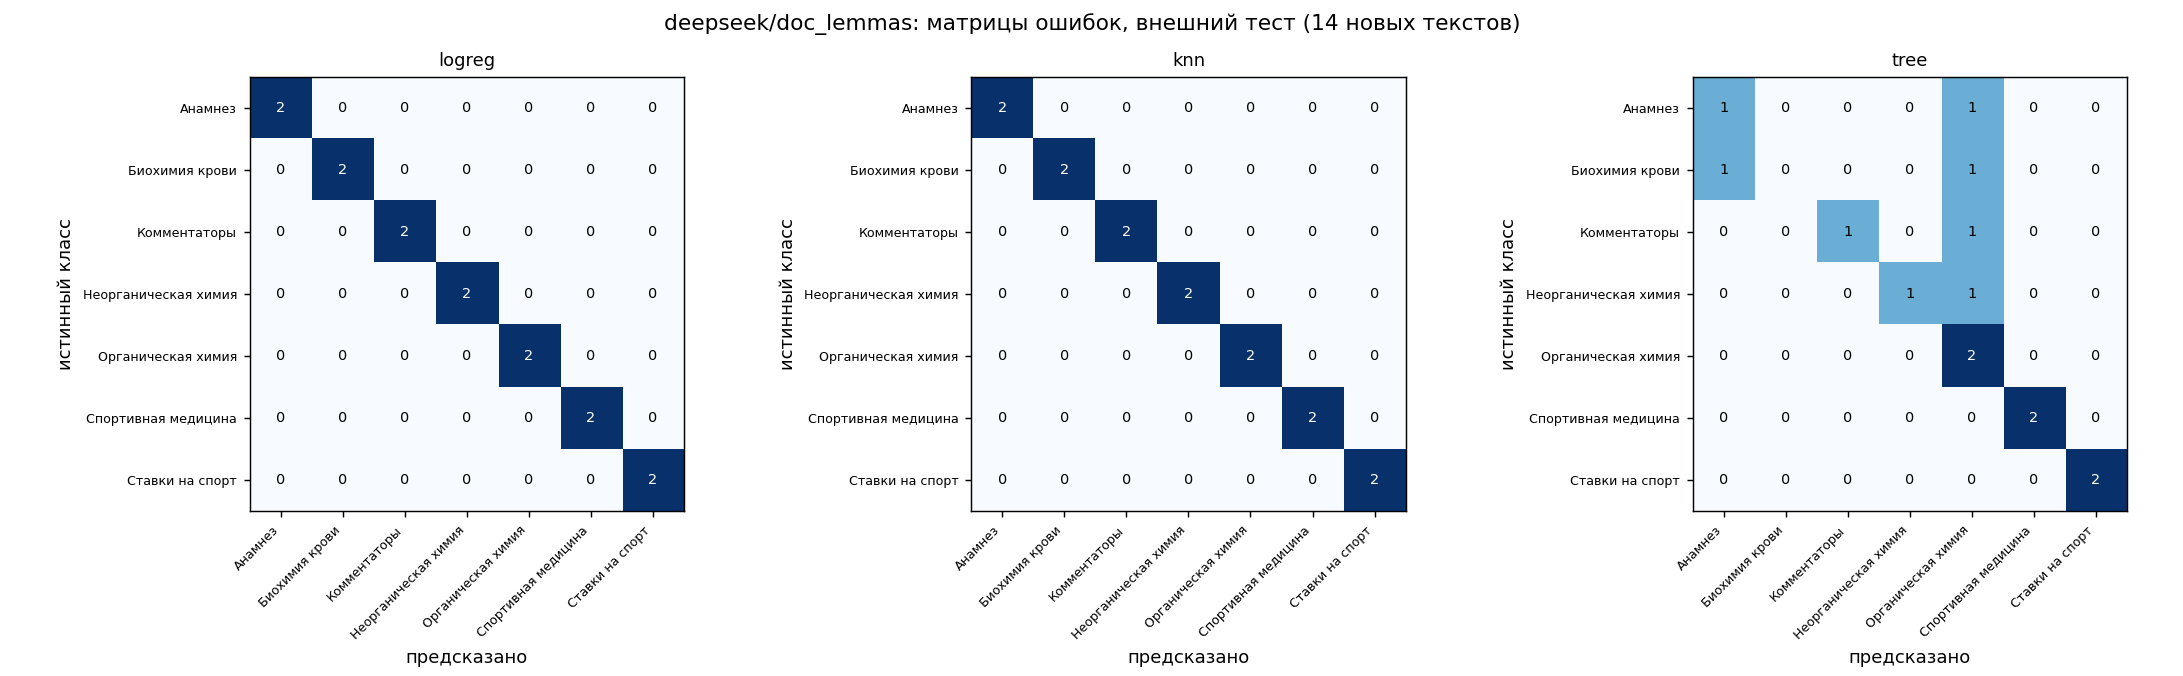 deepseek/doc_lemmas: матрицы ошибок, внешний тест (14 новых текстов)
logreg
истинный класс
Анамнез 2 0 0 0 0 0 0
Биохимия крови 0 2 0 0 0 0 0
Комментаторы 0 0 2 0 0 0 0
Неорганическая химия 0 0 0 2 0 0 0
Органическая химия 0 0 0 0 2 0 0
Спортивная медицина 0 0 0 0 0 2 0
Ставки на спорт 0 0 0 0 0 0 2
Анамнез
Биохимия крови
Комментаторы
Неорганическая химия
Органическая химия
Спортивная медицина
Ставки на спорт
предсказано
knn
истинный класс
Анамнез 2 0 0 0 0 0 0
Биохимия крови 0 2 0 0 0 0 0
Комментаторы 0 0 2 0 0 0 0
Неорганическая химия 0 0 0 2 0 0 0
Органическая химия 0 0 0 0 2 0 0
Спортивная медицина 0 0 0 0 0 2 0
Ставки на спорт 0 0 0 0 0 0 2
Анамнез
Биохимия крови
Комментаторы
Неорганическая химия
Органическая химия
Спортивная медицина
Ставки на спорт
предсказано
tree
истинный класс
Анамнез 1 0 0 0 1 0 0
Биохимия крови 1 0 0 0 1 0 0
Комментаторы 0 0 1 0 1 0 0
Неорганическая химия 0 0 0 1 1 0 0
Органическая химия 0 0 0 0 2 0 0
Спортивная медицина 0 0 0 0 0 2 0
Ставки на спорт 0 0 0 0 0 0 2
Анамнез
Биохимия крови
Комментаторы
Неорганическая химия
Органическая химия
Спортивная медицина
Ставки на спорт
предсказано